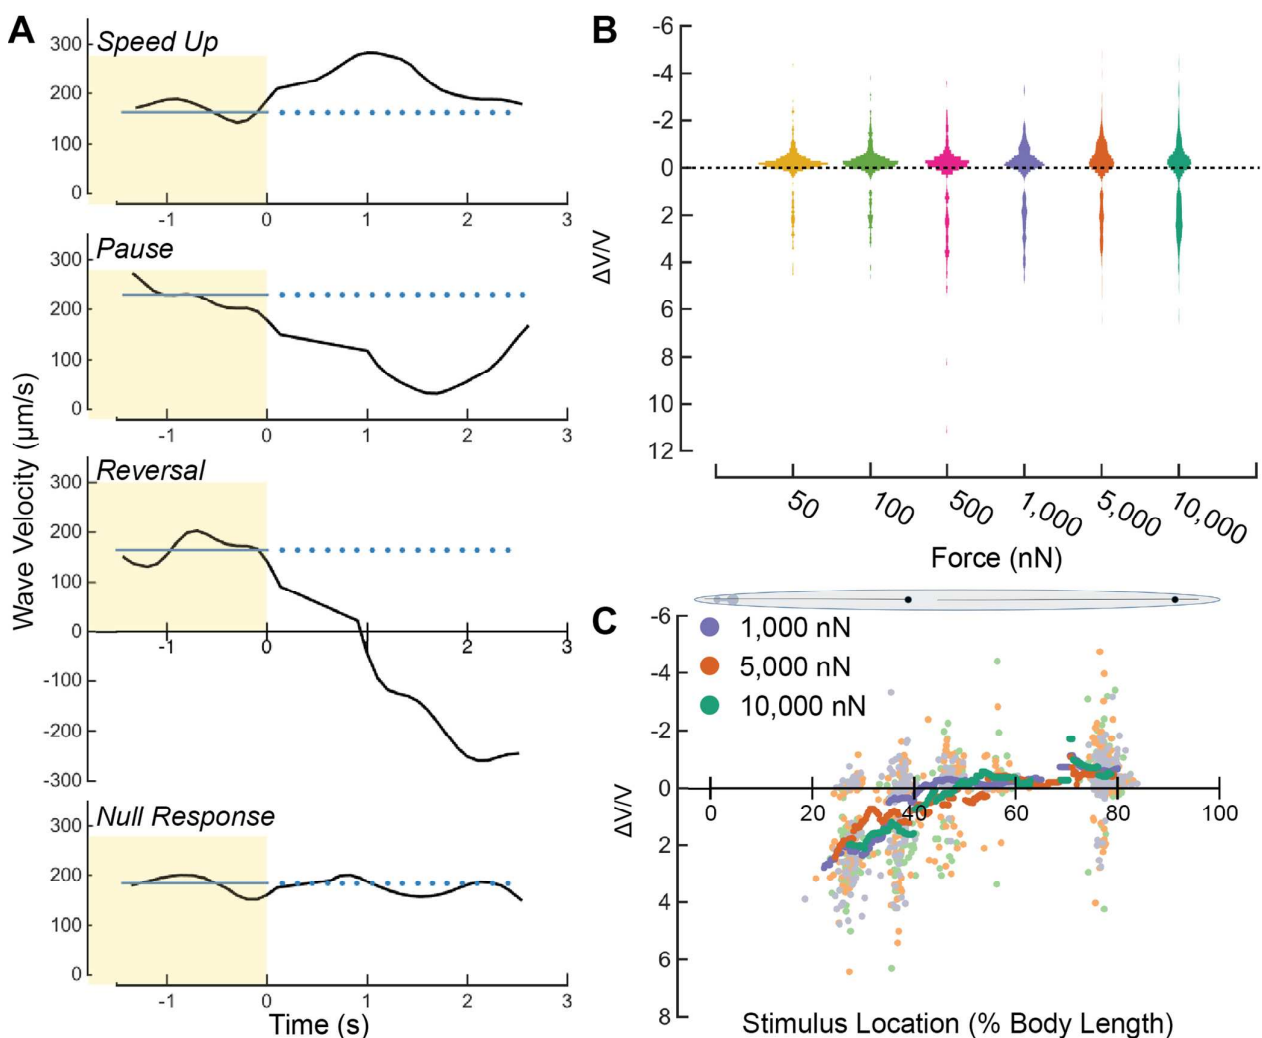 A
Speed Up
300
200
100
0
-1 0 1 2 3
Pause
300
200
100
0
-1 0 1 2 3
Reversal
300
200
100
0
-100
-200
-300
-1 0 1 2 3
Null Response
300
200
100
0
-1 0 1 2 3
Wave Velocity (µm/s)
Time (s)
B
-6
-4
-2
0
2
4
6
8
10
12
ΔV/V
50 100 500 1,000 5,000 10,000
Force (nN)
C
1,000 nN
5,000 nN
10,000 nN
-6
-4
-2
0
2
4
6
8
ΔV/V
0 20 40 60 80 100
Stimulus Location (% Body Length)